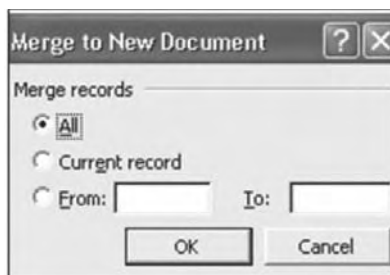 Merge to New Document
Merge records
All
Current record
From: To:
OK Cancel